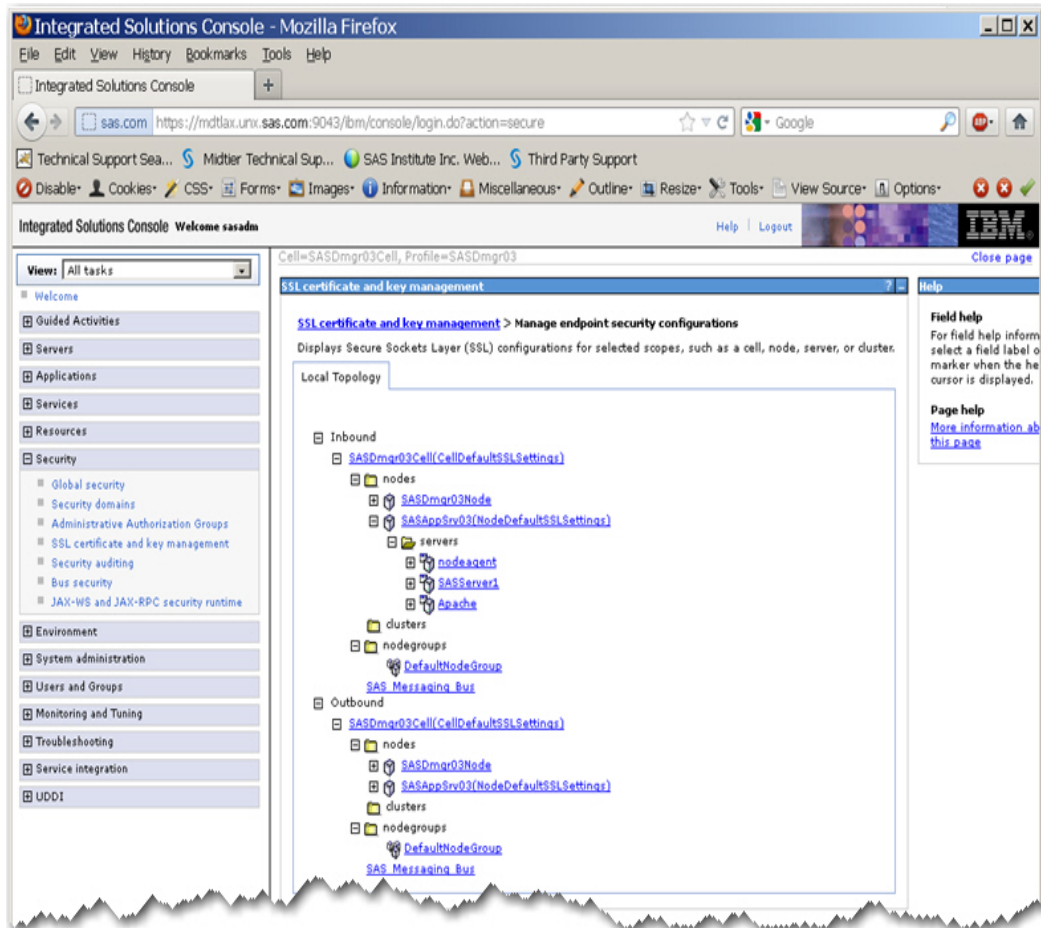 Integrated Solutions Console - Mozilla Firefox
File Edit View History Bookmarks Tools Help
Integrated Solutions Console +
sas.com https://mdtlax.unx.sas.com:9043/ibm/console/login.do?action=secure Google
Technical Support Sea... Midtier Technical Sup... SAS Institute Inc. Web... Third Party Support
Disable Cookies CSS Forms Images Information Miscellaneous Outline Resize Tools View Source Options
Integrated Solutions Console Welcome sasadm Help | Logout IBM
View: All tasks
Welcome
Guided Activities
Servers
Applications
Services
Resources
Security
Global security
Security domains
Administrative Authorization Groups
SSL certificate and key management
Security auditing
Bus security
JAX-WS and JAX-RPC security runtime
Environment
System administration
Users and Groups
Monitoring and Tuning
Troubleshooting
Service integration
UDDI
Cell=SASDmgr03Cell, Profile=SASDmgr03
Close page
SSL certificate and key management ? -
SSL certificate and key management > Manage endpoint security configurations
Displays Secure Sockets Layer (SSL) configurations for selected scopes, such as a cell, node, server, or cluster.
Local Topology
Inbound
SASDmgr03Cell(CellDefaultSSLSettings)
nodes
SASDmgr03Node
SASAppSrv03(NodeDefaultSSLSettings)
servers
nodeagent
SASServer1
Apache
clusters
nodegroups
DefaultNodeGroup
SAS Messaging Bus
Outbound
SASDmgr03Cell(CellDefaultSSLSettings)
nodes
SASDmgr03Node
SASAppSrv03(NodeDefaultSSLSettings)
clusters
nodegroups
DefaultNodeGroup
SAS Messaging Bus
Help
Field help
For field help inform
select a field label o
marker when the he
cursor is displayed.
Page help
More information ab
this page